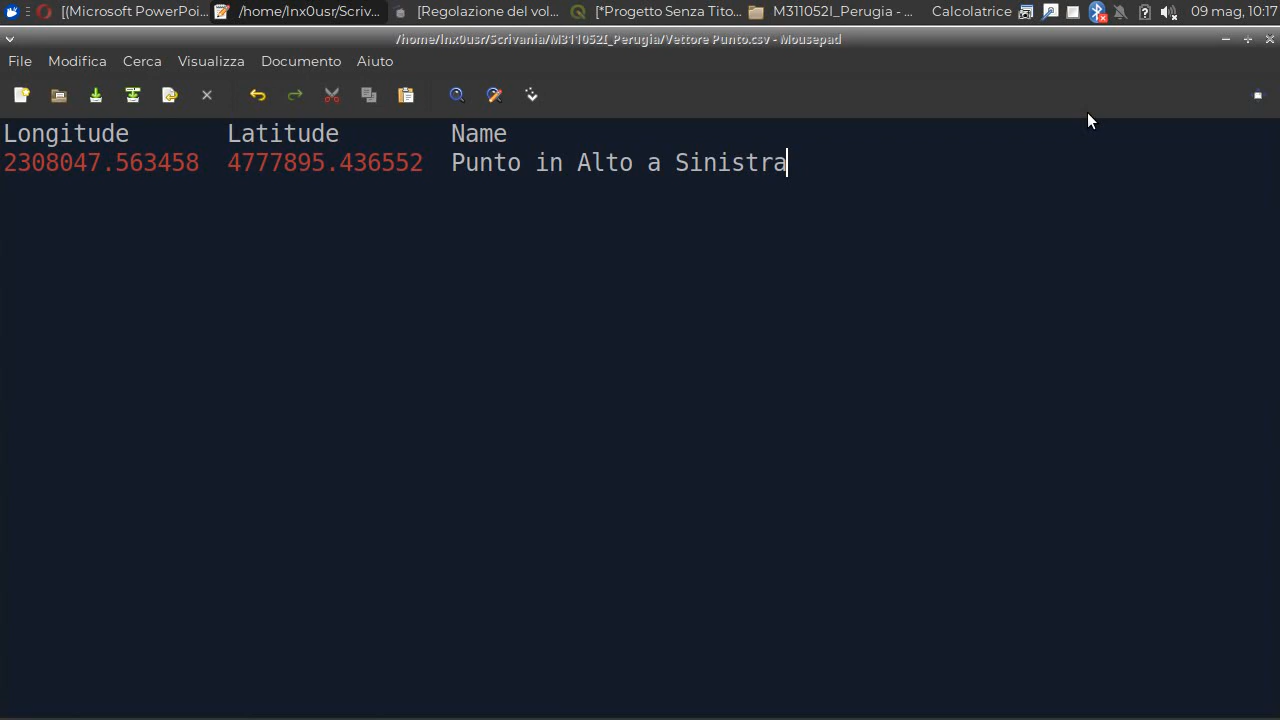 [(Microsoft PowerPoi... /home/lnx0usr/Scriv... [Regolazione del vol... [*Progetto Senza Tito... M311052I_Perugia - ... Calcolatrice 09 mag, 10:17
/home/lnx0usr/Scrivania/M311052I_Perugia/Vettore Punto.csv - Mousepad
File Modifica Cerca Visualizza Documento Aiuto
Longitude Latitude Name
2308047.563458 4777895.436552 Punto in Alto a Sinistra